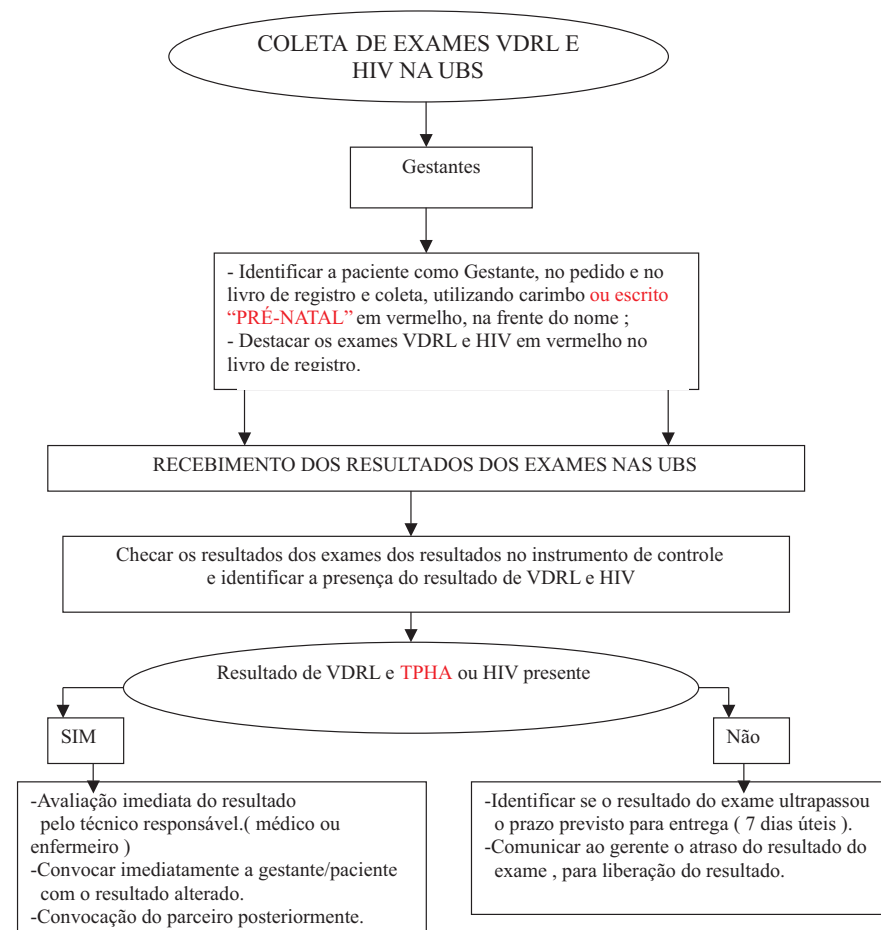 COLETA DE EXAMES VDRL E
HIV NA UBS
Gestantes
- Identificar a paciente como Gestante, no pedido e no
livro de registro e coleta, utilizando carimbo ou escrito
“PRÉ-NATAL” em vermelho, na frente do nome ;
- Destacar os exames VDRL e HIV em vermelho no
livro de registro.
RECEBIMENTO DOS RESULTADOS DOS EXAMES NAS UBS
Checar os resultados dos exames dos resultados no instrumento de controle
e identificar a presença do resultado de VDRL e HIV
Resultado de VDRL e TPHA ou HIV presente
SIM
Não
-Avaliação imediata do resultado
pelo técnico responsável.( médico ou
enfermeiro )
-Convocar imediatamente a gestante/paciente
com o resultado alterado.
-Convocação do parceiro posteriormente.
-Identificar se o resultado do exame ultrapassou
o prazo previsto para entrega ( 7 dias úteis ).
-Comunicar ao gerente o atraso do resultado do
exame , para liberação do resultado.